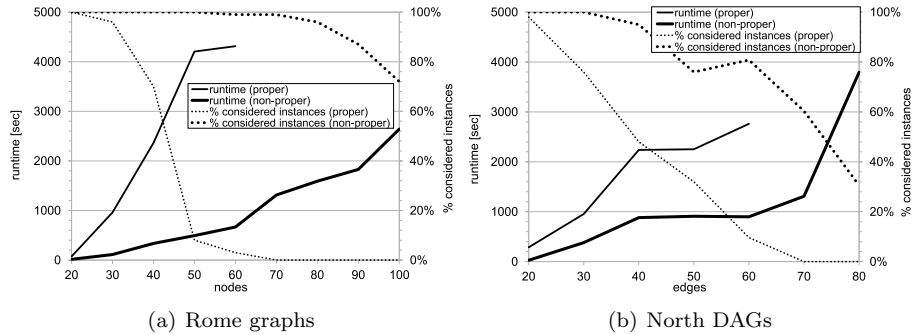 5000
4000
3000
2000
1000
0
runtime [sec]
100%
80%
60%
40%
20%
0%
% considered instances
runtime (proper)
runtime (non-proper)
% considered instances (proper)
% considered instances (non-proper)
20 30 40 50 60 70 80 90 100
nodes
(a) Rome graphs
5000
4000
3000
2000
1000
0
runtime [sec]
100%
80%
60%
40%
20%
0%
% considered instances
runtime (proper)
runtime (non-proper)
% considered instances (proper)
% considered instances (non-proper)
20 30 40 50 60 70 80
edges
(b) North DAGs